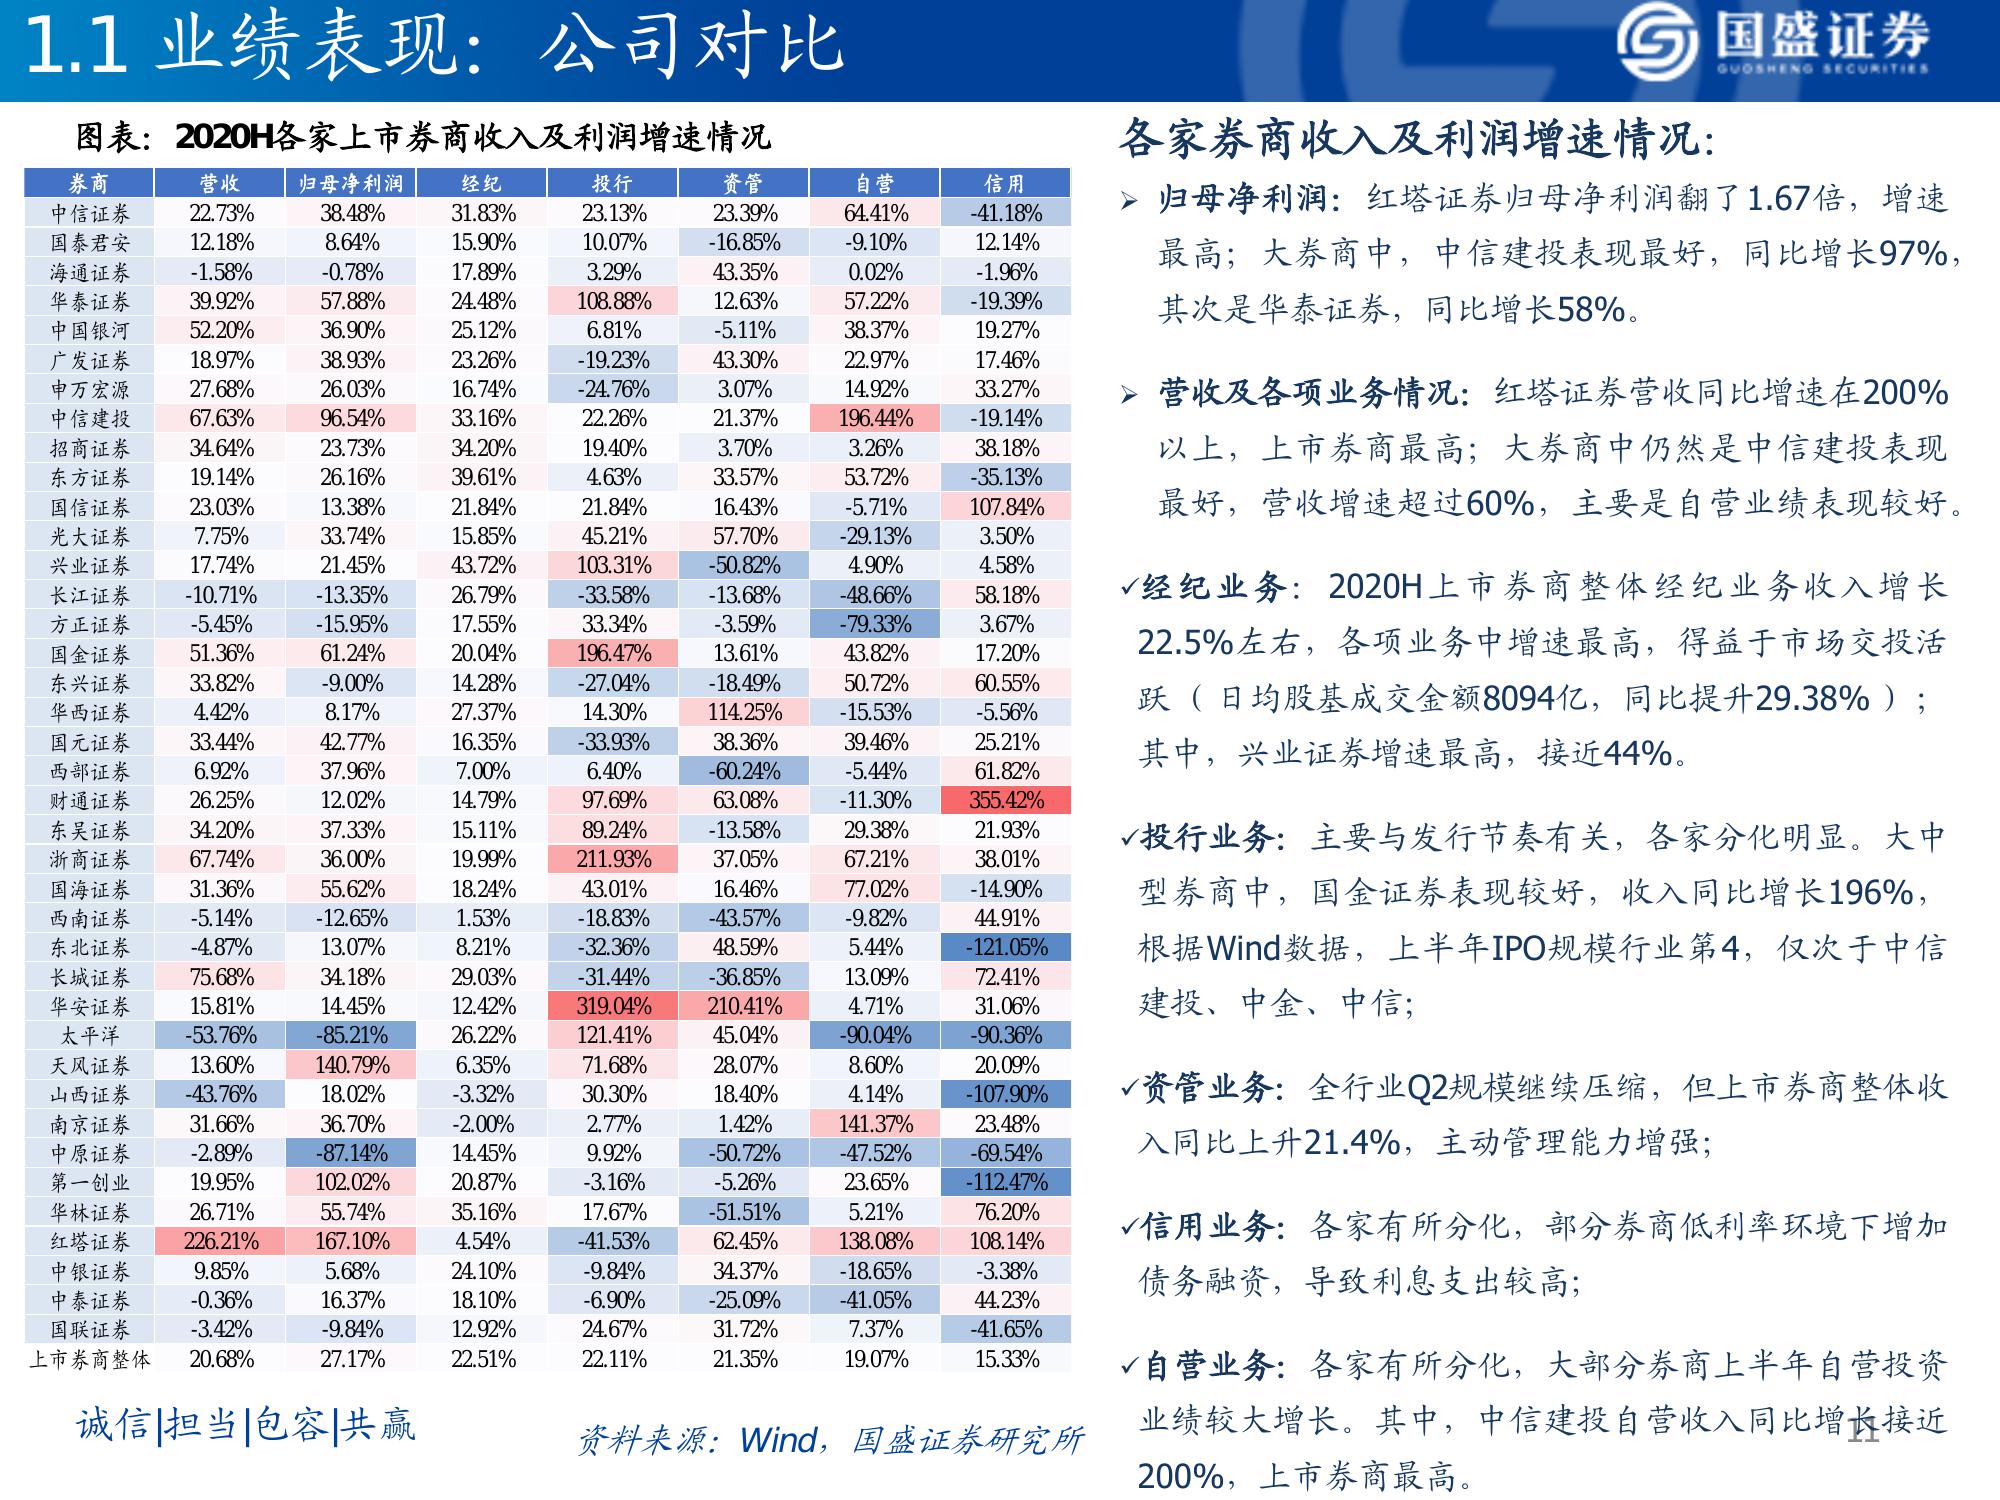 1.1 业绩表现：公司对比
国盛证券
GUOSHENG SECURITIES
图表：2020H各家上市券商收入及利润增速情况
券商 营收 归母净利润 经纪 投行 资管 自营 信用
中信证券 22.73% 38.48% 31.83% 23.13% 23.39% 64.41% -41.18%
国泰君安 12.18% 8.64% 15.90% 10.07% -16.85% -9.10% 12.14%
海通证券 -1.58% -0.78% 17.89% 3.29% 43.35% 0.02% -1.96%
华泰证券 39.92% 57.88% 24.48% 108.88% 12.63% 57.22% -19.39%
中国银河 52.20% 36.90% 25.12% 6.81% -5.11% 38.37% 19.27%
广发证券 18.97% 38.93% 23.26% -19.23% 43.30% 22.97% 17.46%
申万宏源 27.68% 26.03% 16.74% -24.76% 3.07% 14.92% 33.27%
中信建投 67.63% 96.54% 33.16% 22.26% 21.37% 196.44% -19.14%
招商证券 34.64% 23.73% 34.20% 19.40% 3.70% 3.26% 38.18%
东方证券 19.14% 26.16% 39.61% 4.63% 33.57% 53.72% -35.13%
国信证券 23.03% 13.38% 21.84% 21.84% 16.43% -5.71% 107.84%
光大证券 7.75% 33.74% 15.85% 45.21% 57.70% -29.13% 3.50%
兴业证券 17.74% 21.45% 43.72% 103.31% -50.82% 4.90% 4.58%
长江证券 -10.71% -13.35% 26.79% -33.58% -13.68% -48.66% 58.18%
方正证券 -5.45% -15.95% 17.55% 33.34% -3.59% -79.33% 3.67%
国金证券 51.36% 61.24% 20.04% 196.47% 13.61% 43.82% 17.20%
东兴证券 33.82% -9.00% 14.28% -27.04% -18.49% 50.72% 60.55%
华西证券 4.42% 8.17% 27.37% 14.30% 114.25% -15.53% -5.56%
国元证券 33.44% 42.77% 16.35% -33.93% 38.36% 39.46% 25.21%
西部证券 6.92% 37.96% 7.00% 6.40% -60.24% -5.44% 61.82%
财通证券 26.25% 12.02% 14.79% 97.69% 63.08% -11.30% 355.42%
东吴证券 34.20% 37.33% 15.11% 89.24% -13.58% 29.38% 21.93%
浙商证券 67.74% 36.00% 19.99% 211.93% 37.05% 67.21% 38.01%
国海证券 31.36% 55.62% 18.24% 43.01% 16.46% 77.02% -14.90%
西南证券 -5.14% -12.65% 1.53% -18.83% -43.57% -9.82% 44.91%
东北证券 -4.87% 13.07% 8.21% -32.36% 48.59% 5.44% -121.05%
长城证券 75.68% 34.18% 29.03% -31.44% -36.85% 13.09% 72.41%
华安证券 15.81% 14.45% 12.42% 319.04% 210.41% 4.71% 31.06%
太平洋 -53.76% -85.21% 26.22% 121.41% 45.04% -90.04% -90.36%
天风证券 13.60% 140.79% 6.35% 71.68% 28.07% 8.60% 20.09%
山西证券 -43.76% 18.02% -3.32% 30.30% 18.40% 4.14% -107.90%
南京证券 31.66% 36.70% -2.00% 2.77% 1.42% 141.37% 23.48%
中原证券 -2.89% -87.14% 14.45% 9.92% -50.72% -47.52% -69.54%
第一创业 19.95% 102.02% 20.87% -3.16% -5.26% 23.65% -112.47%
华林证券 26.71% 55.74% 35.16% 17.67% -51.51% 5.21% 76.20%
红塔证券 226.21% 167.10% 4.54% -41.53% 62.45% 138.08% 108.14%
中银证券 9.85% 5.68% 24.10% -9.84% 34.37% -18.65% -3.38%
中泰证券 -0.36% 16.37% 18.10% -6.90% -25.09% -41.05% 44.23%
国联证券 -3.42% -9.84% 12.92% 24.67% 31.72% 7.37% -41.65%
上市券商整体 20.68% 27.17% 22.51% 22.11% 21.35% 19.07% 15.33%
诚信|担当|包容|共赢
资料来源：Wind，国盛证券研究所
各家券商收入及利润增速情况：
➢ 归母净利润：红塔证券归母净利润翻了1.67倍，增速
最高；大券商中，中信建投表现最好，同比增长97%，
其次是华泰证券，同比增长58%。
➢ 营收及各项业务情况：红塔证券营收同比增速在200%
以上，上市券商最高；大券商中仍然是中信建投表现
最好，营收增速超过60%，主要是自营业绩表现较好。
✓经纪业务：2020H上市券商整体经纪业务收入增长
22.5%左右，各项业务中增速最高，得益于市场交投活
跃（日均股基成交金额8094亿，同比提升29.38%）；
其中，兴业证券增速最高，接近44%。
✓投行业务：主要与发行节奏有关，各家分化明显。大中
型券商中，国金证券表现较好，收入同比增长196%，
根据Wind数据，上半年IPO规模行业第4，仅次于中信
建投、中金、中信；
✓资管业务：全行业Q2规模继续压缩，但上市券商整体收
入同比上升21.4%，主动管理能力增强；
✓信用业务：各家有所分化，部分券商低利率环境下增加
债务融资，导致利息支出较高；
✓自营业务：各家有所分化，大部分券商上半年自营投资
业绩较大增长。其中，中信建投自营收入同比增长接近
200%，上市券商最高。
11